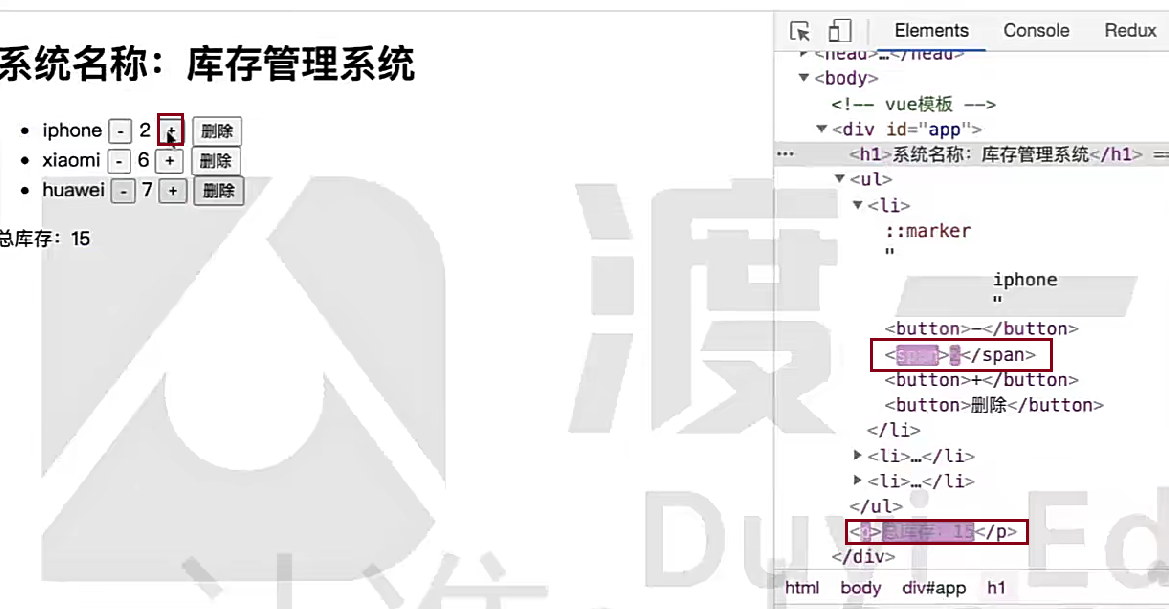 系统名称：库存管理系统
iphone - 2 + 删除
xiaomi - 6 + 删除
huawei - 7 + 删除
总库存：15
渡一
Duyi Ed
Elements Console Redux
<head>…</head>
<body>
<!-- vue模板 -->
<div id="app">
<h1>系统名称：库存管理系统</h1> ==
<ul>
<li>
::marker
"
iphone
"
<button>-</button>
<span>2</span>
<button>+</button>
<button>删除</button>
</li>
<li>…</li>
<li>…</li>
</ul>
<p>总库存：15</p>
</div>
html body div#app h1